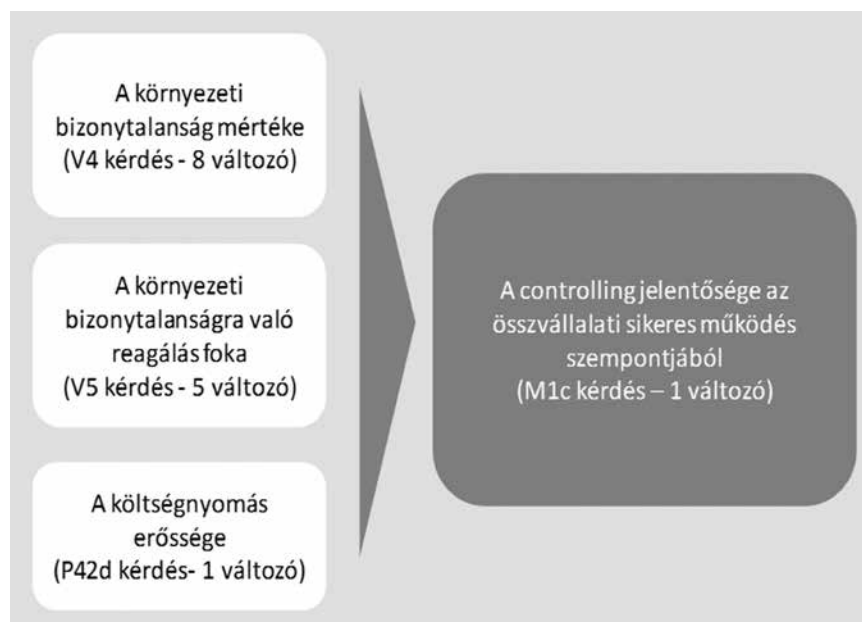 A környezeti
bizonytalanság mértéke
(V4 kérdés - 8 változó)
A környezeti
bizonytalanságra való
reagálás foka
(V5 kérdés - 5 változó)
A költségnyomás
erőssége
(P42d kérdés- 1 változó)
A controlling jelentősége az
összvállalati sikeres működés
szempontjából
(M1c kérdés – 1 változó)